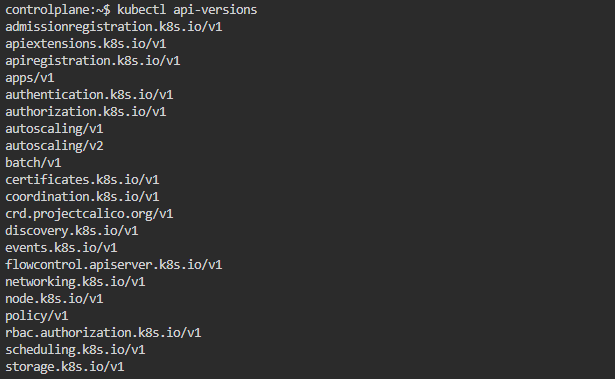 controlplane:~$ kubectl api-versions
admissionregistration.k8s.io/v1
apiextensions.k8s.io/v1
apiregistration.k8s.io/v1
apps/v1
authentication.k8s.io/v1
authorization.k8s.io/v1
autoscaling/v1
autoscaling/v2
batch/v1
certificates.k8s.io/v1
coordination.k8s.io/v1
crd.projectcalico.org/v1
discovery.k8s.io/v1
events.k8s.io/v1
flowcontrol.apiserver.k8s.io/v1
networking.k8s.io/v1
node.k8s.io/v1
policy/v1
rbac.authorization.k8s.io/v1
scheduling.k8s.io/v1
storage.k8s.io/v1